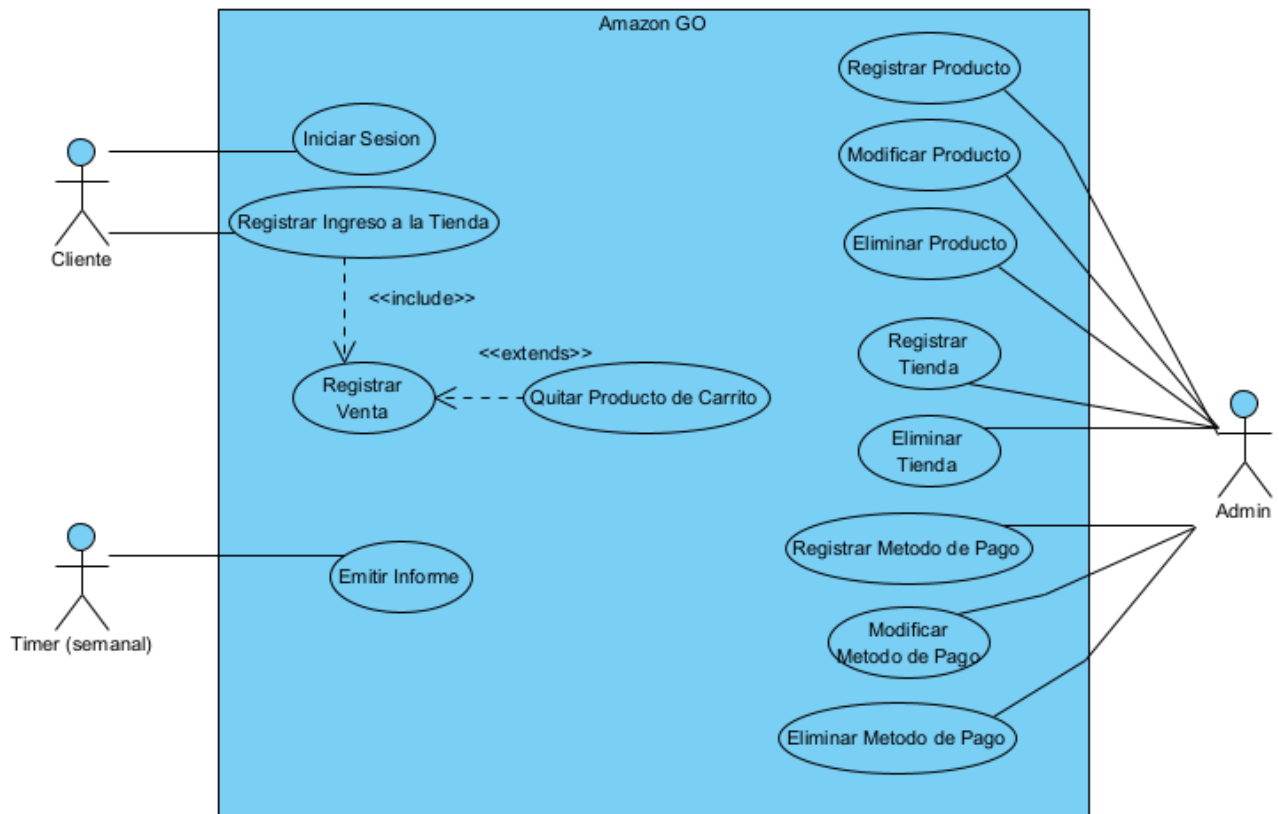 Amazon GO
Registrar Producto
Iniciar Sesion
Modificar Producto
Registrar Ingreso a la Tienda
Eliminar Producto
Cliente
<<include>>
Registrar
Tienda
<<extends>>
Registrar
Venta
Quitar Producto de Carrito
Eliminar
Tienda
Admin
Registrar Metodo de Pago
Emitir Informe
Timer (semanal)
Modificar
Metodo de Pago
Eliminar Metodo de Pago